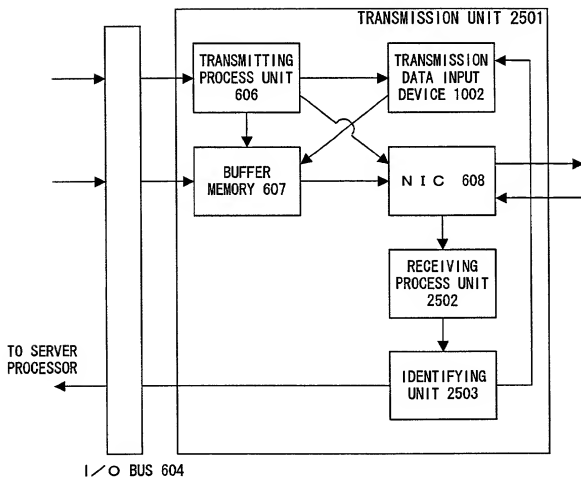 TRANSMISSION UNIT 2501
TRANSMITTING
PROCESS UNIT
606
TRANSMISSION
DATA INPUT
DEVICE 1002
BUFFER
MEMORY 607
NIC 608
RECEIVING
PROCESS UNIT
2502
TO SERVER
PROCESSOR
IDENTIFYING
UNIT 2503
I/O BUS 604